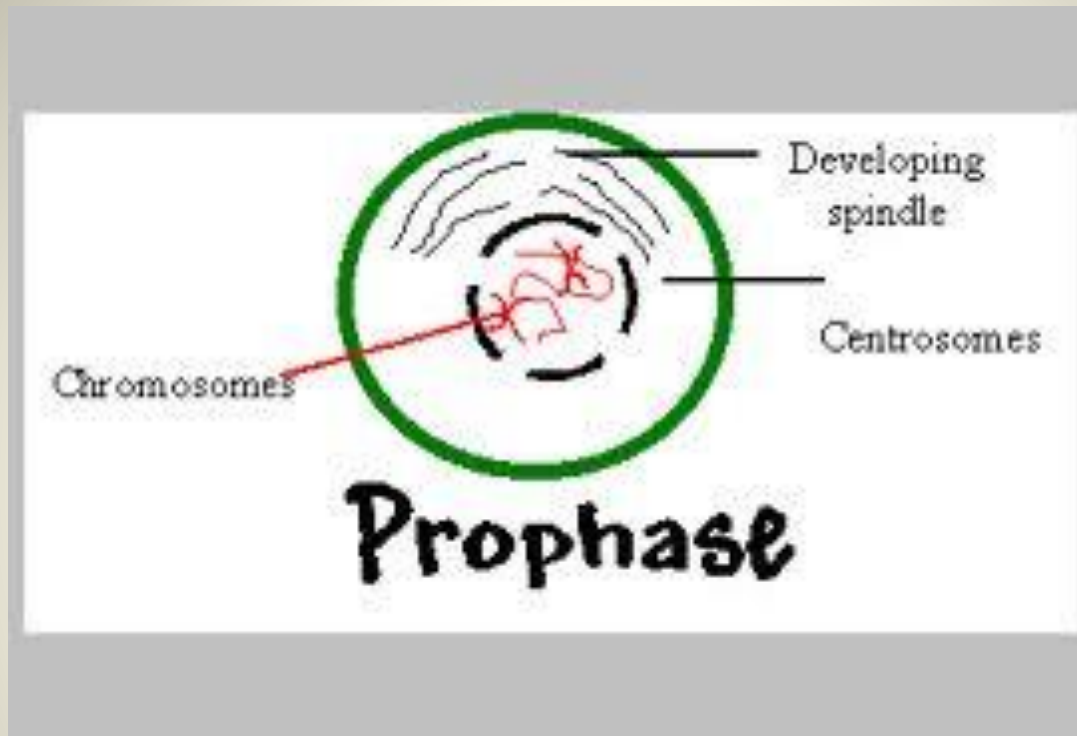 Developing
spindle
Centrosomes
Chromosomes
Prophase